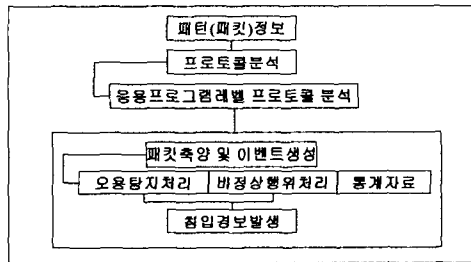 패턴(패킷)정보
프로토콜분석
응용프로그램레벨 프로토콜 분석
패킷축약 및 이벤트생성
오용탐지처리 비정상행위처리 통계자료
침입경보발생